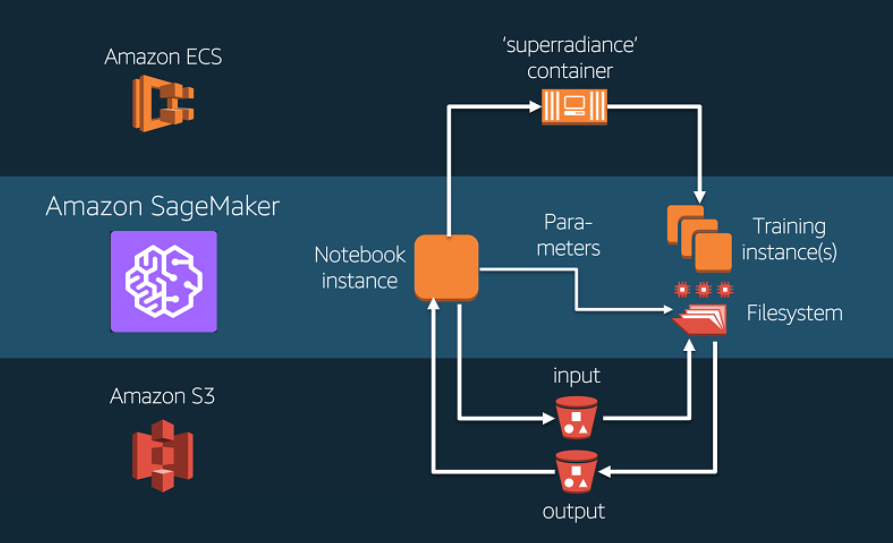 Amazon ECS
'superradiance'
container
Amazon SageMaker
Notebook
instance
Para-
meters
Training
instance(s)
Filesystem
Amazon S3
input
output